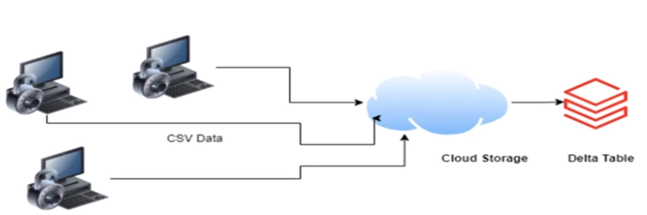 CSV Data
Cloud Storage
Delta Table